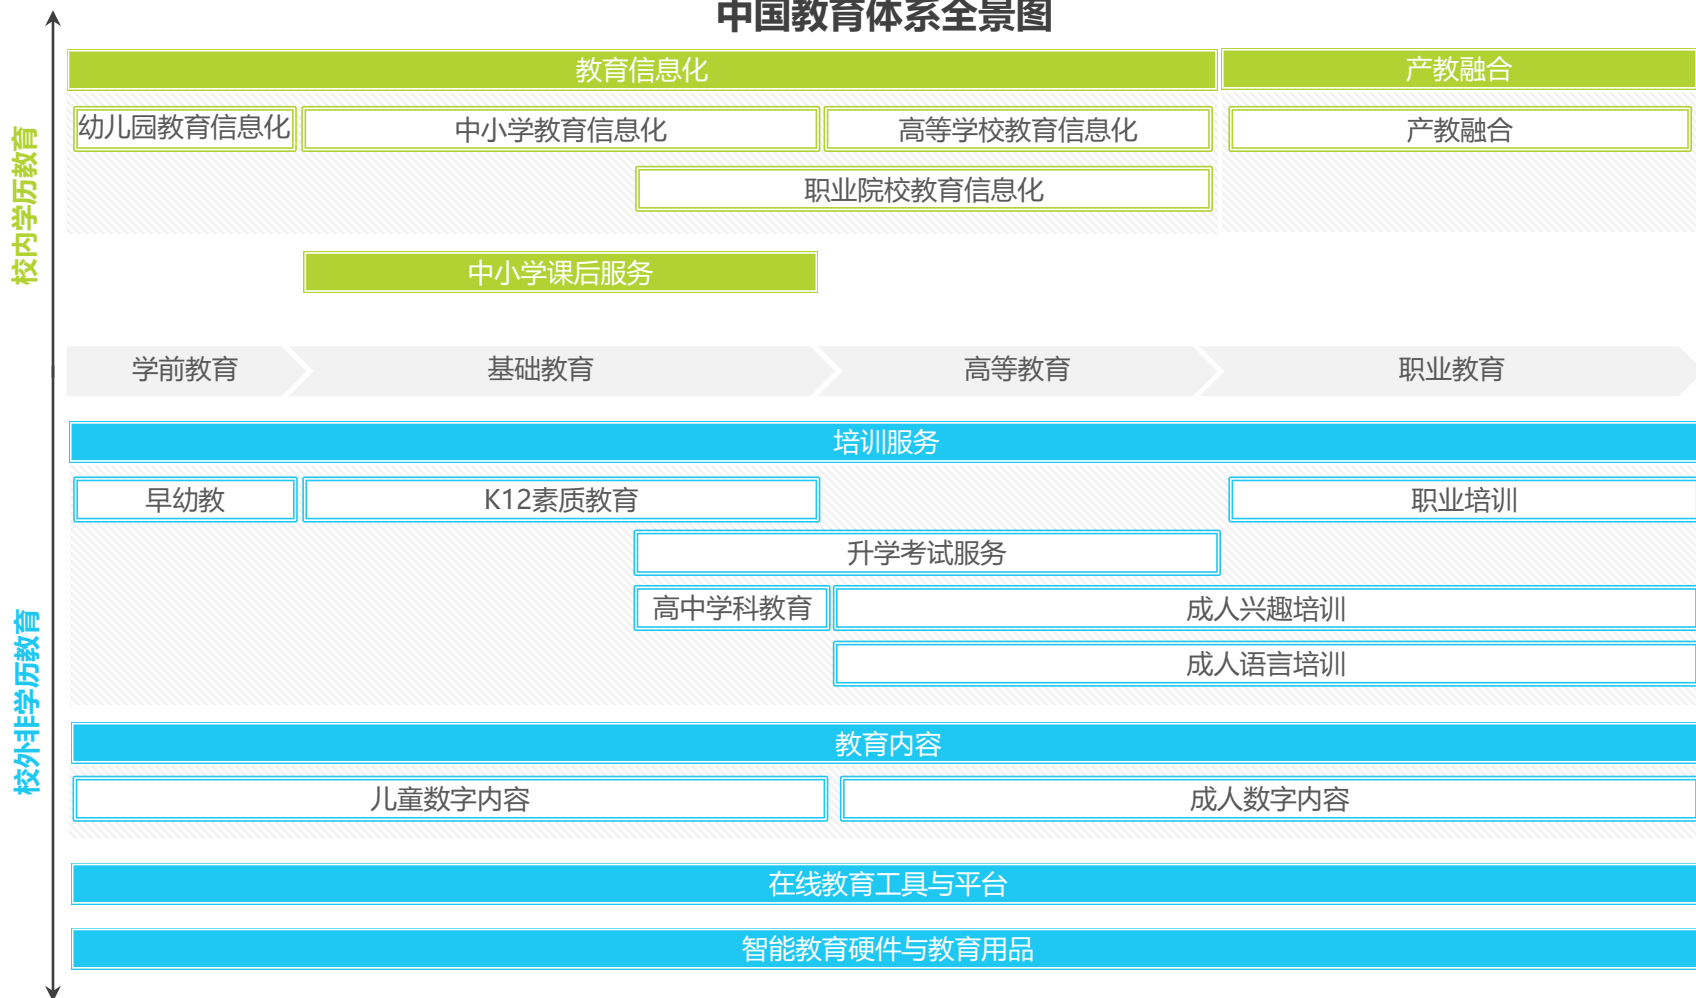 中国教育体系全景图
校内学历教育
教育信息化
产教融合
幼儿园教育信息化
中小学教育信息化
高等学校教育信息化
产教融合
职业院校教育信息化
中小学课后服务
学前教育
基础教育
高等教育
职业教育
校外非学历教育
培训服务
早幼教
K12素质教育
职业培训
升学考试服务
高中学科教育
成人兴趣培训
成人语言培训
教育内容
儿童数字内容
成人数字内容
在线教育工具与平台
智能教育硬件与教育用品